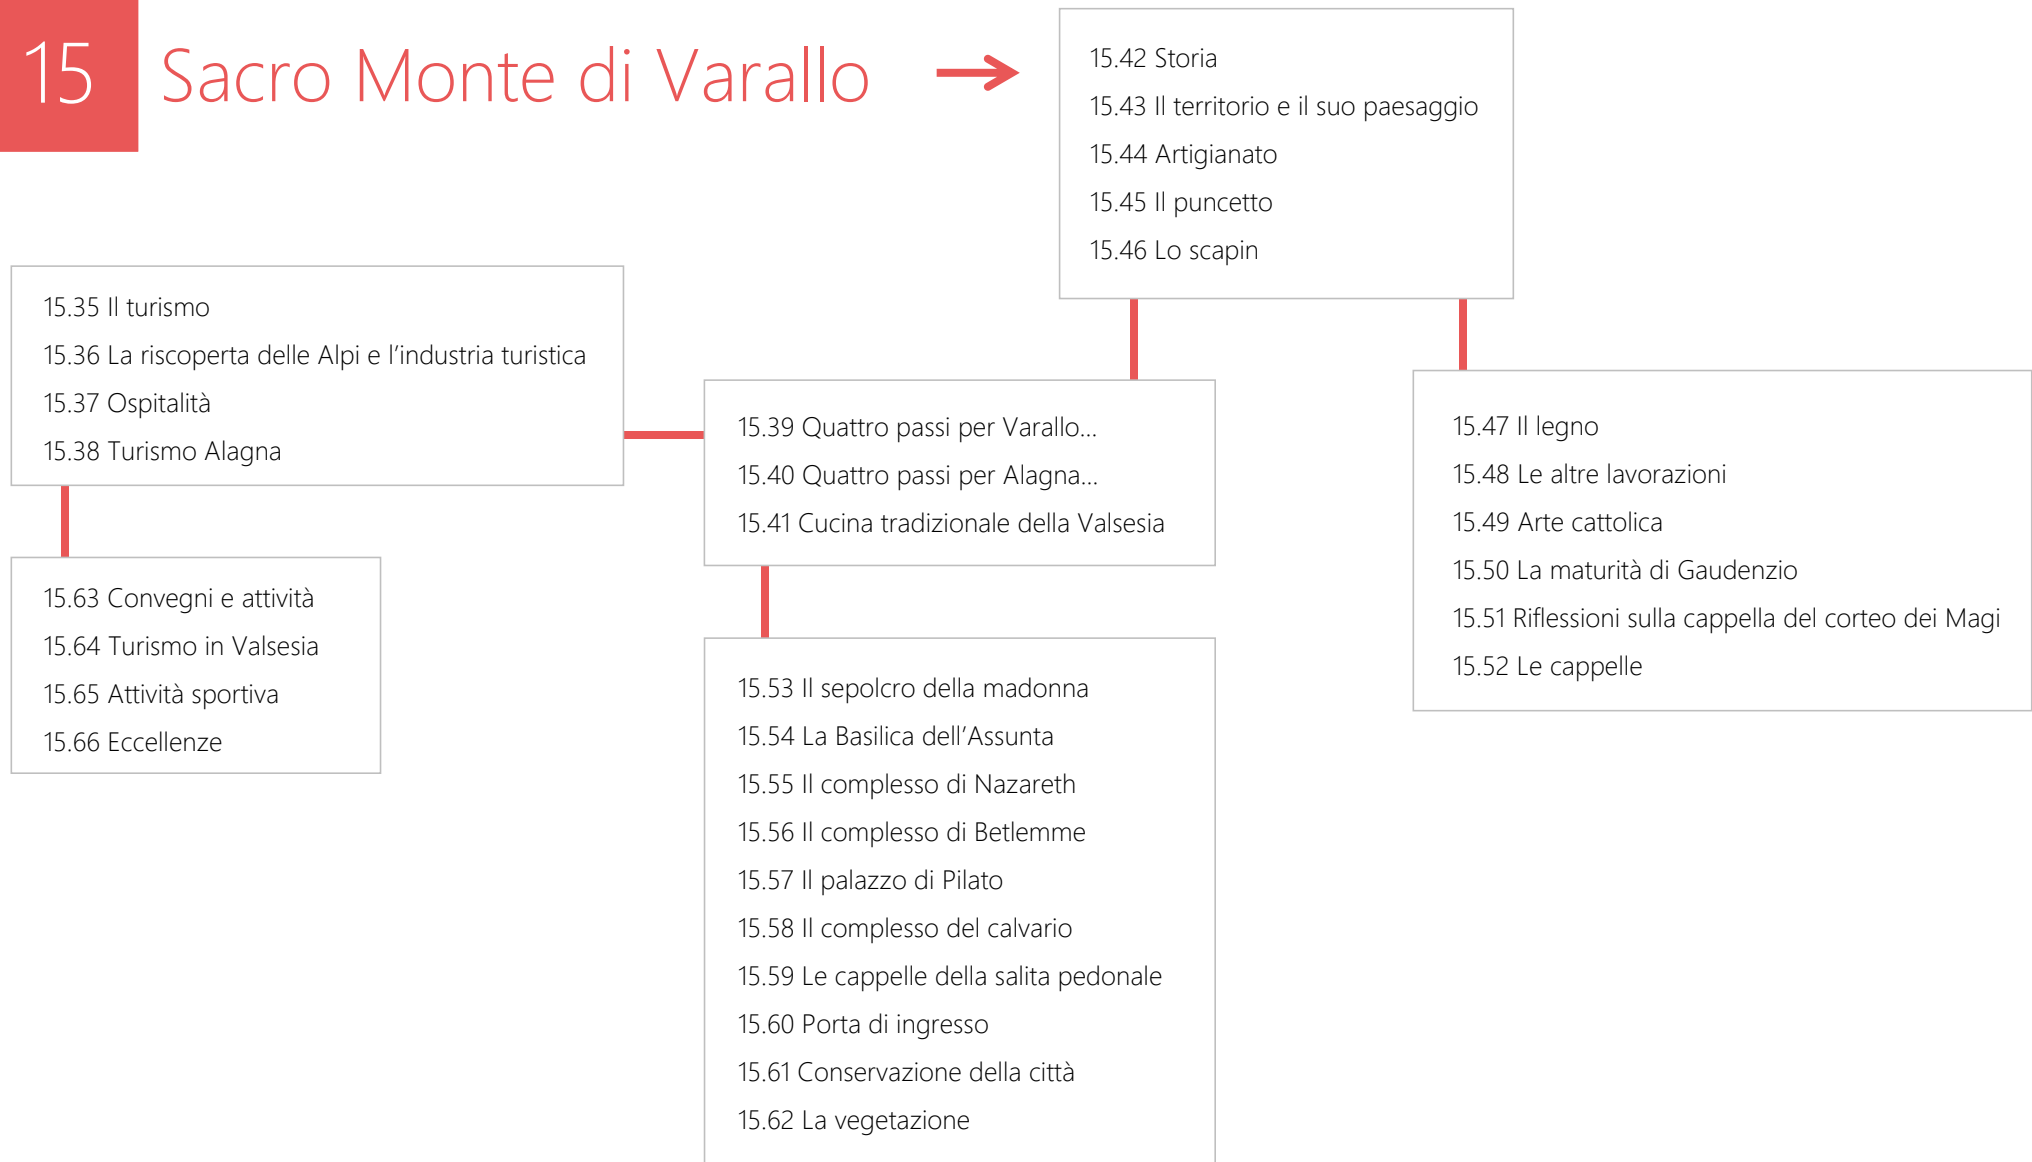 15
Sacro Monte di Varallo
15.42 Storia
15.43 Il territorio e il suo paesaggio
15.44 Artigianato
15.45 Il puncetto
15.46 Lo scapin
15.35 Il turismo
15.36 La riscoperta delle Alpi e l’industria turistica
15.37 Ospitalità
15.38 Turismo Alagna
15.39 Quattro passi per Varallo...
15.40 Quattro passi per Alagna...
15.41 Cucina tradizionale della Valsesia
15.47 Il legno
15.48 Le altre lavorazioni
15.49 Arte cattolica
15.50 La maturità di Gaudenzio
15.51 Riflessioni sulla cappella del corteo dei Magi
15.52 Le cappelle
15.63 Convegni e attività
15.64 Turismo in Valsesia
15.65 Attività sportiva
15.66 Eccellenze
15.53 Il sepolcro della madonna
15.54 La Basilica dell’Assunta
15.55 Il complesso di Nazareth
15.56 Il complesso di Betlemme
15.57 Il palazzo di Pilato
15.58 Il complesso del calvario
15.59 Le cappelle della salita pedonale
15.60 Porta di ingresso
15.61 Conservazione della città
15.62 La vegetazione